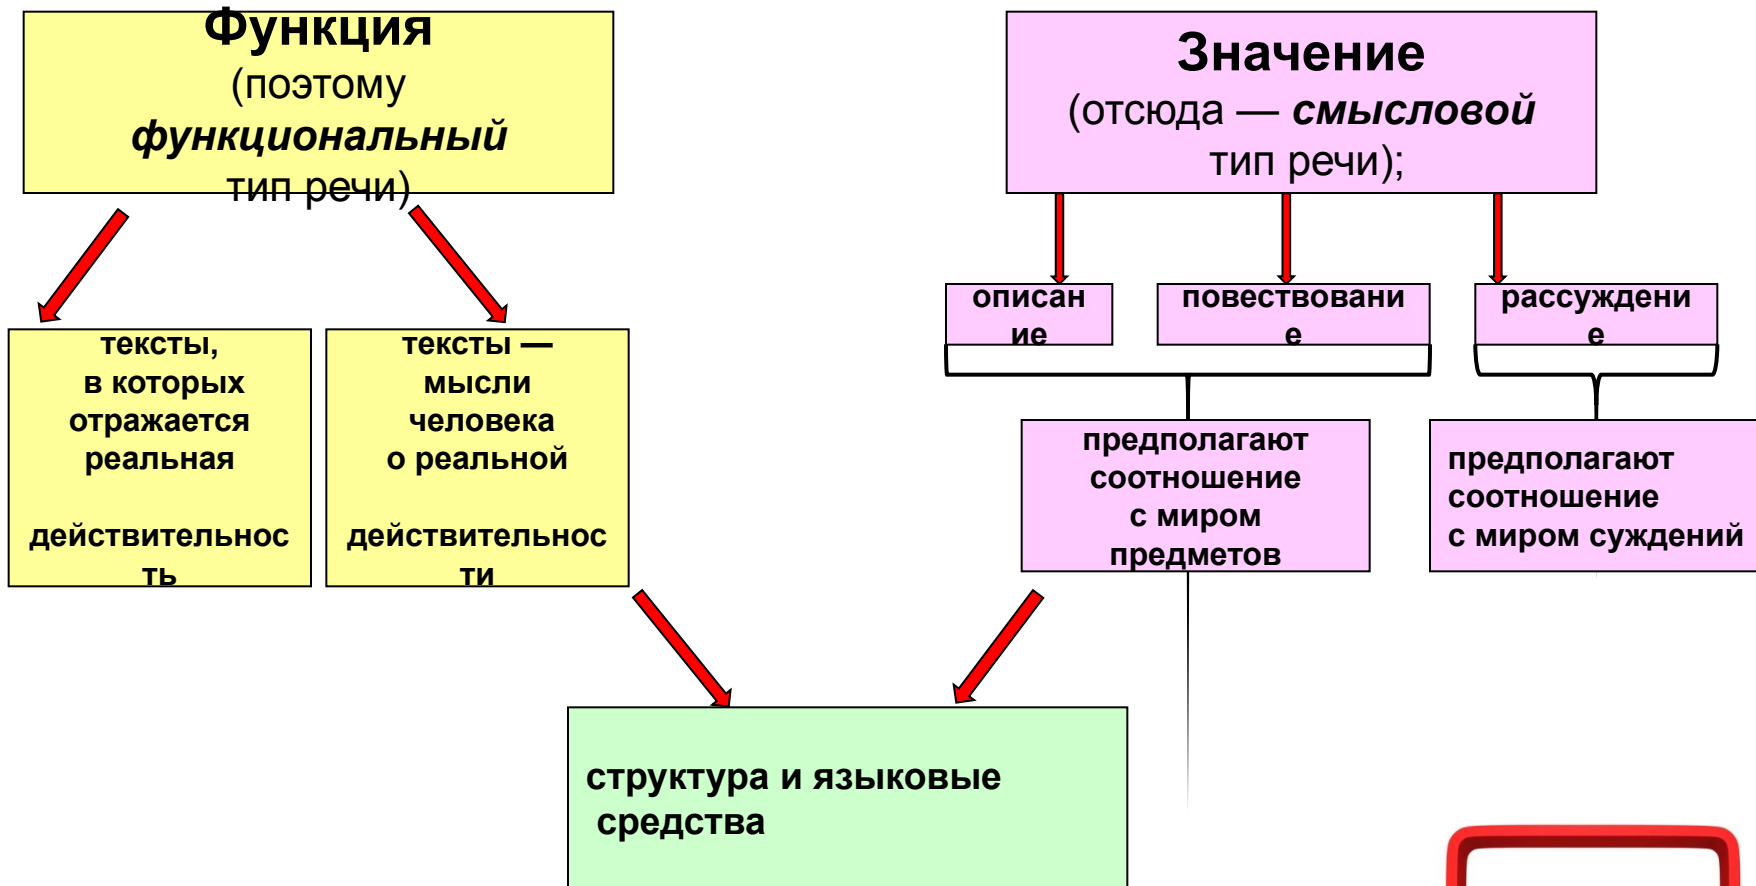 Функция
(поэтому
функциональный
тип речи)
Значение
(отсюда — смысловой
тип речи);
тексты,
в которых
отражается
реальная
действительнос
ть
тексты —
мысли
человека
о реальной
действительнос
ти
описан
ие
повествовани
е
рассуждени
е
предполагают
соотношение
с миром
предметов
предполагают
соотношение
с миром суждений
структура и языковые
средства